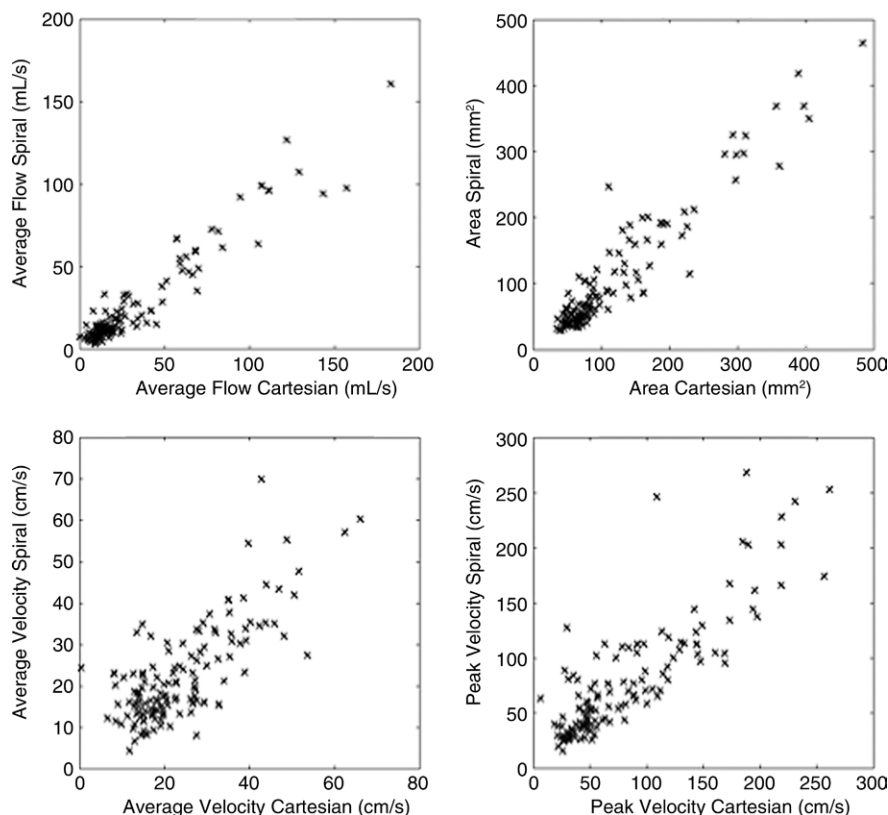 200
150
100
50
0
Average Flow Spiral (mL/s)
0 50 100 150 200
Average Flow Cartesian (mL/s)
500
400
300
200
100
0
Area Spiral (mm²)
0 100 200 300 400 500
Area Cartesian (mm²)
80
70
60
50
40
30
20
10
0
Average Velocity Spiral (cm/s)
0 20 40 60 80
Average Velocity Cartesian (cm/s)
300
250
200
150
100
50
0
Peak Velocity Spiral (cm/s)
0 50 100 150 200 250 300
Peak Velocity Cartesian (cm/s)